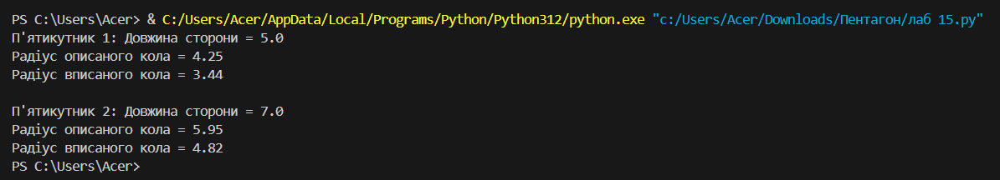 PS C:\Users\Acer> & C:/Users/Acer/AppData/Local/Programs/Python/Python312/python.exe "c:/Users/Acer/Downloads/Пентагон/лаб 15.py"
П'ятикутник 1: Довжина сторони = 5.0
Радіус описаного кола = 4.25
Радіус вписаного кола = 3.44
П'ятикутник 2: Довжина сторони = 7.0
Радіус описаного кола = 5.95
Радіус вписаного кола = 4.82
PS C:\Users\Acer>